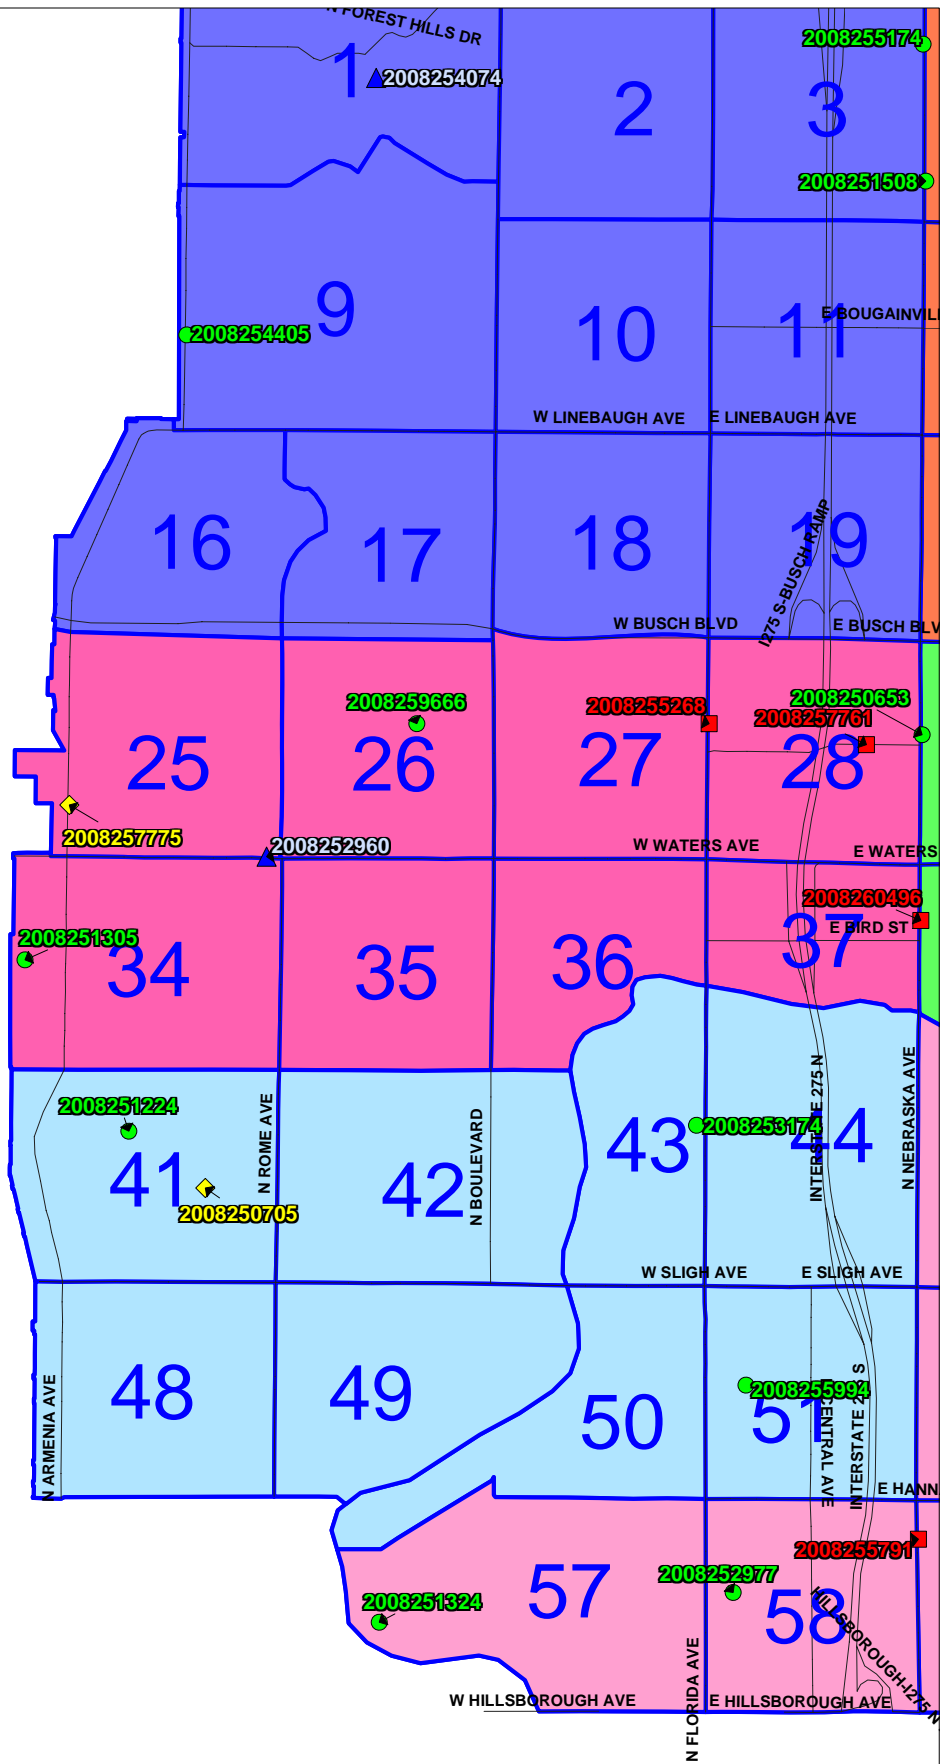 N FOREST HILLS DR
2008255174
1
2008254074
2
3
2008251508
9
2008254405
10
11
E BOUGAINVIL
W LINEBAUGH AVE
E LINEBAUGH AVE
16
17
18
19
I275 S-BUSCH RAMP
W BUSCH BLVD
E BUSCH BLV
2008259666
2008255268
2008250653
2008257761
25
26
27
28
2008257775
2008252960
W WATERS AVE
E WATERS
2008260496
E BIRD ST
2008251305
34
35
36
37
2008251224
N ROME AVE
N BOULEVARD
INTERSTATE 275 N
N NEBRASKA AVE
2008253174
41
42
43
44
2008250705
W SLIGH AVE
E SLIGH AVE
48
49
50
51
2008255994
N ARMENIA AVE
N CENTRAL AVE
INTERSTATE 275 S
E HANN
2008255791
2008252977
57
58
2008251324
HILLSBOROUGH-I275 N
N FLORIDA AVE
W HILLSBOROUGH AVE
E HILLSBOROUGH AVE